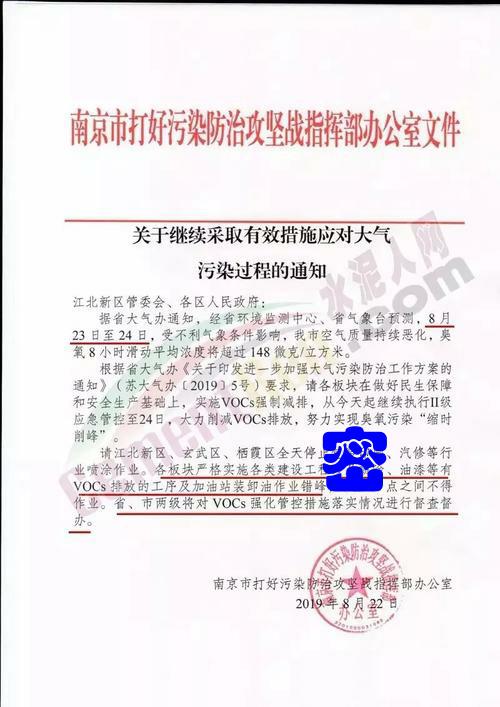 南京市打好污染防治攻坚战指挥部办公室文件
关于继续采取有效措施应对大气
污染过程的通知
江北新区管委会、各区人民政府：
据省大气办通知，经省环境监测中心、省气象台预测，8月
23日至24日，受不利气象条件影响，我市空气质量持续恶化，臭
氧8小时滑动平均浓度将超过148微克/立方米。
根据省大气办《关于印发进一步加强大气污染防治工作方案的
通知》（苏大气办〔2019〕5号）要求，请各板块在做好民生保障
和安全生产基础上，实施VOCs强制减排，从今天起继续执行II级
应急管控至24日，大力削减VOCs排放，努力实现臭氧污染“缩时
削峰”。
请江北新区、玄武区、栖霞区全天停止 、汽修等行
业喷涂作业。各板块严格实施各类建设工程 、油漆等有
VOCs排放的工序及加油站装卸油作业错峰 点之间不得
作业。省、市两级将对VOCs强化管控措施落实情况进行督查督
办。
南京市打好污染防治攻坚战指挥部办公室
2019年8月22日
南京市打好污染防治攻坚战指挥部
办公室
水泥人网